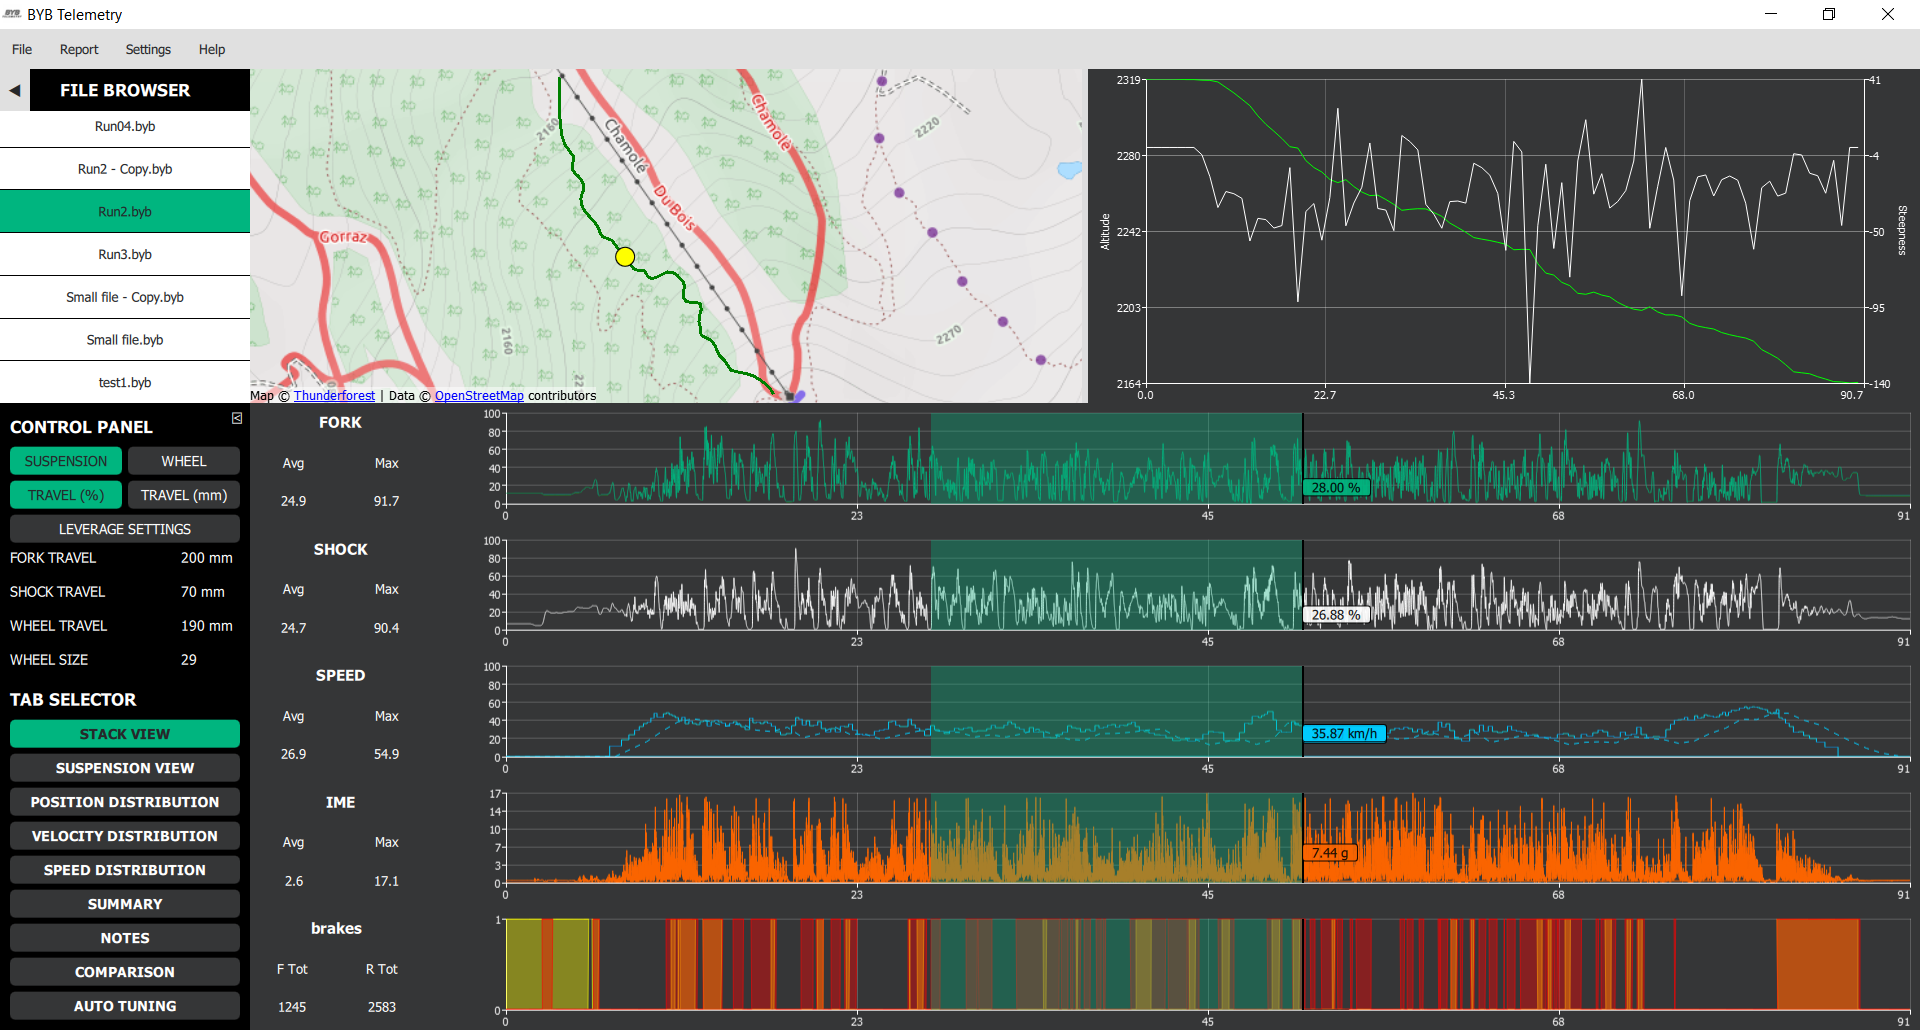 BYB Telemetry
File Report Settings Help
FILE BROWSER
Run04.byb
Run2 - Copy.byb
Run2.byb
Run3.byb
Small file - Copy.byb
Small file.byb
test1.byb
2160
Chamolé
Chamolè
2220
DuIBois
Gorraz
2160
2270
Map © Thunderforest | Data © OpenStreetMap contributors
2319
2280
2242
2203
2164
Altitude
41
-4
-50
-95
-140
Steepness
0.0 22.7 45.3 68.0 90.7
CONTROL PANEL
SUSPENSION WHEEL
TRAVEL (%) TRAVEL (mm)
LEVERAGE SETTINGS
FORK TRAVEL 200 mm
SHOCK TRAVEL 70 mm
WHEEL TRAVEL 190 mm
WHEEL SIZE 29
TAB SELECTOR
STACK VIEW
SUSPENSION VIEW
POSITION DISTRIBUTION
VELOCITY DISTRIBUTION
SPEED DISTRIBUTION
SUMMARY
NOTES
COMPARISON
AUTO TUNING
FORK
Avg Max
24.9 91.7
100
80
60
40
20
0
28.00 %
0 23 45 68 91
SHOCK
Avg Max
24.7 90.4
100
80
60
40
20
0
26.88 %
0 23 45 68 91
SPEED
Avg Max
26.9 54.9
100
80
60
40
20
0
35.87 km/h
0 23 45 68 91
IME
Avg Max
2.6 17.1
17
14
10
7
3
0
7.44 g
0 23 45 68 91
brakes
F Tot R Tot
1245 2583
1
0
0 23 45 68 91